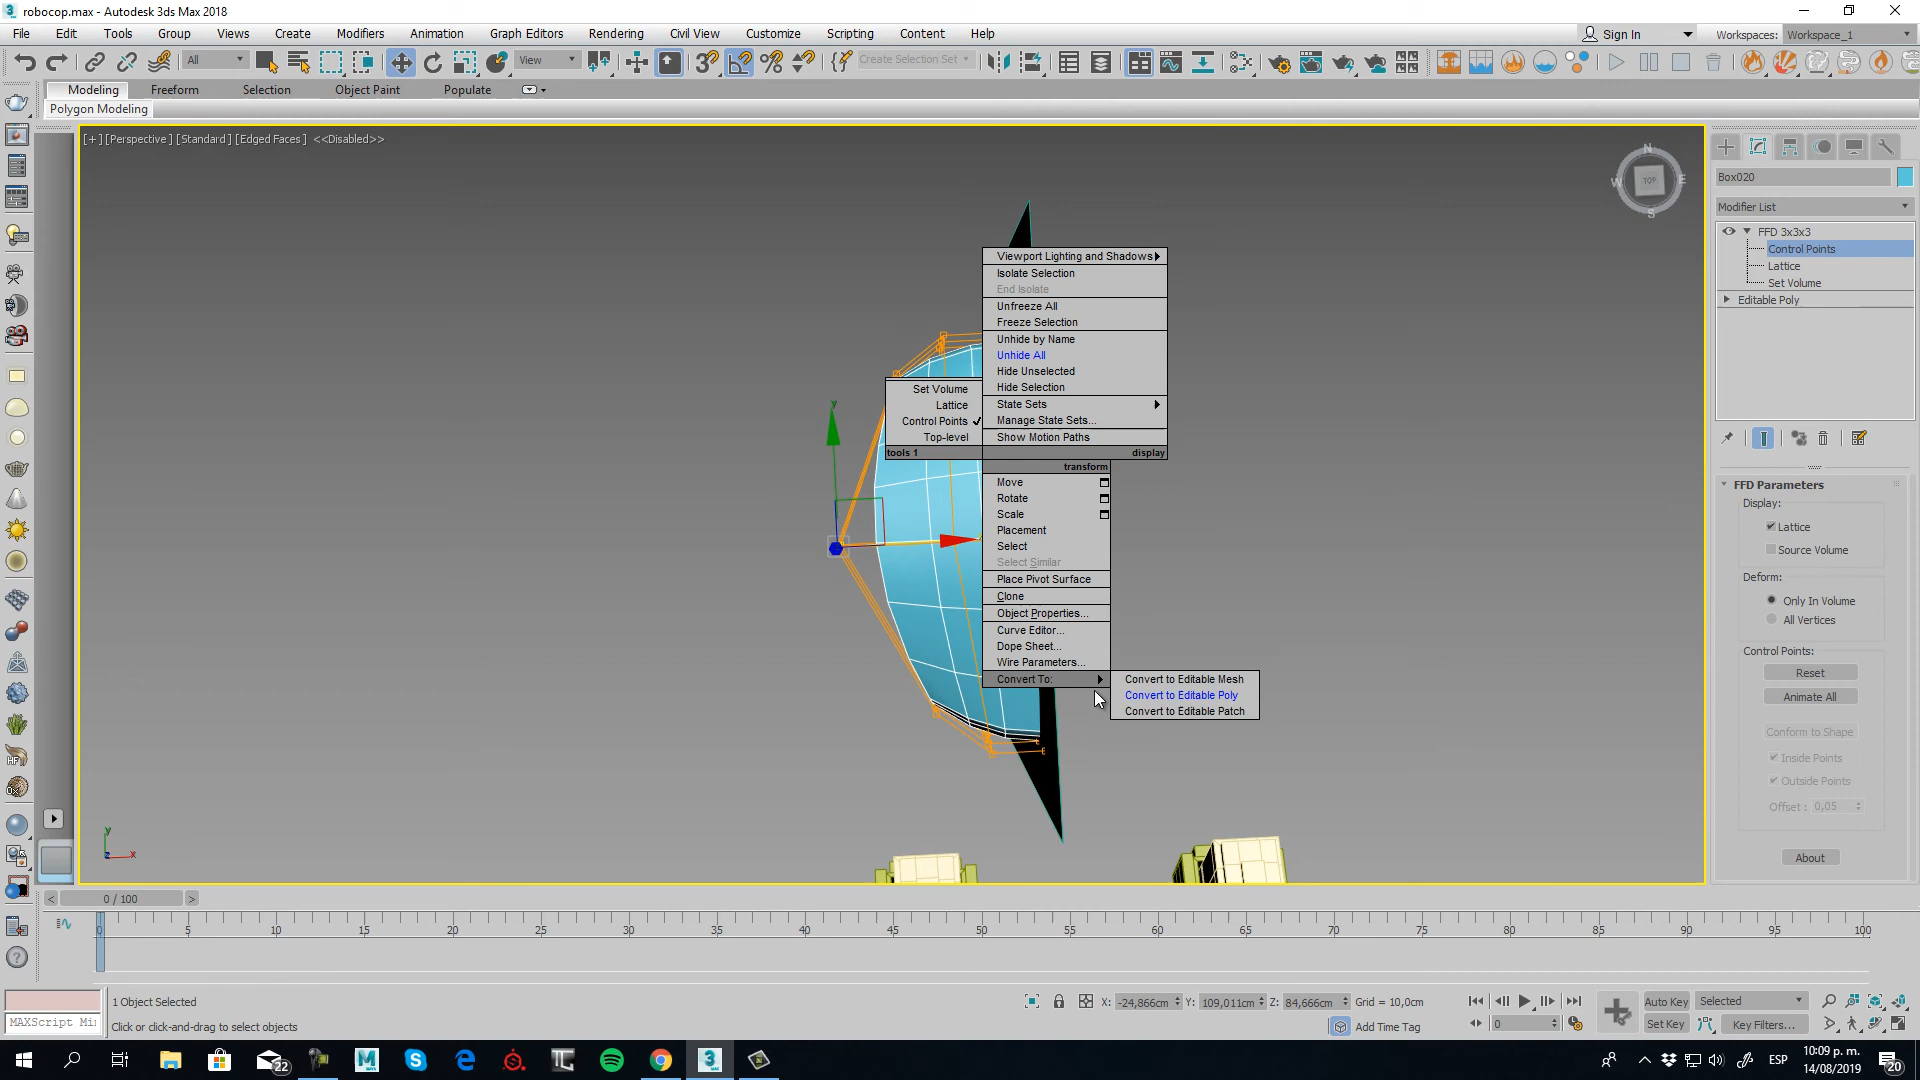 robocop.max - Autodesk 3ds Max 2018
File Edit Tools Group Views Create Modifiers Animation Graph Editors Rendering Civil View Customize Scripting Content Help
Sign In Workspaces: Workspace_1
All View Create Selection Set
Modeling Freeform Selection Object Paint Populate
Polygon Modeling
[+] [Perspective] [Standard] [Edged Faces] <<Disabled>>
Viewport Lighting and Shadows
Isolate Selection
End Isolate
Unfreeze All
Freeze Selection
Unhide by Name
Unhide All
Hide Unselected
Hide Selection
State Sets
Manage State Sets...
Show Motion Paths
display
Set Volume
Lattice
Control Points
Top-level
tools 1
transform
Move
Rotate
Scale
Placement
Select
Select Similar
Place Pivot Surface
Clone
Object Properties...
Curve Editor...
Dope Sheet...
Wire Parameters...
Convert To:
Convert to Editable Mesh
Convert to Editable Poly
Convert to Editable Patch
y
y
x
N
W TOP E
S
Box020
Modifier List
FFD 3x3x3
Control Points
Lattice
Set Volume
Editable Poly
FFD Parameters
Display:
Lattice
Source Volume
Deform:
Only In Volume
All Vertices
Control Points:
Reset
Animate All
Conform to Shape
Inside Points
Outside Points
Offset : 0,05
About
< 0 / 100 >
0 5 10 15 20 25 30 35 40 45 50 55 60 65 70 75 80 85 90 95 100
1 Object Selected
X: -24,866cm Y: 109,011cm Z: 84,666cm Grid = 10,0cm
Auto Key Selected
MAXScript Mi
Click or click-and-drag to select objects
Add Time Tag
0
Set Key Key Filters...
22
ESP
10:09 p. m.
14/08/2019
20